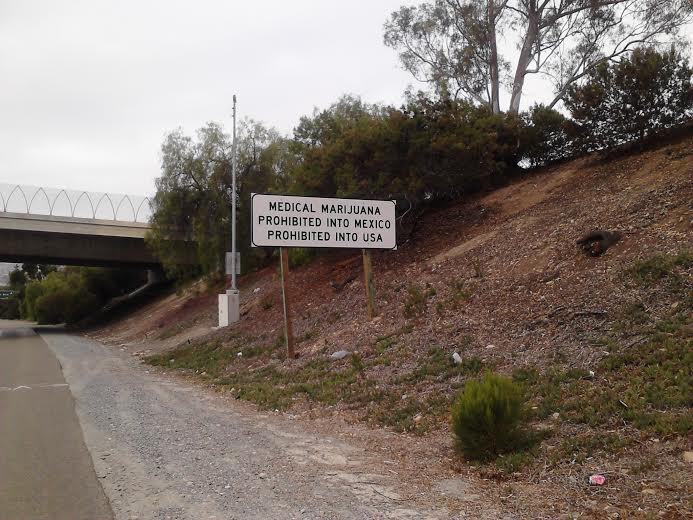 MEDICAL MARIJUANA
PROHIBITED INTO MEXICO
PROHIBITED INTO USA